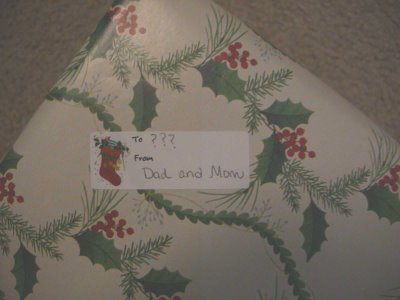 To ???
From
Dad and Mom